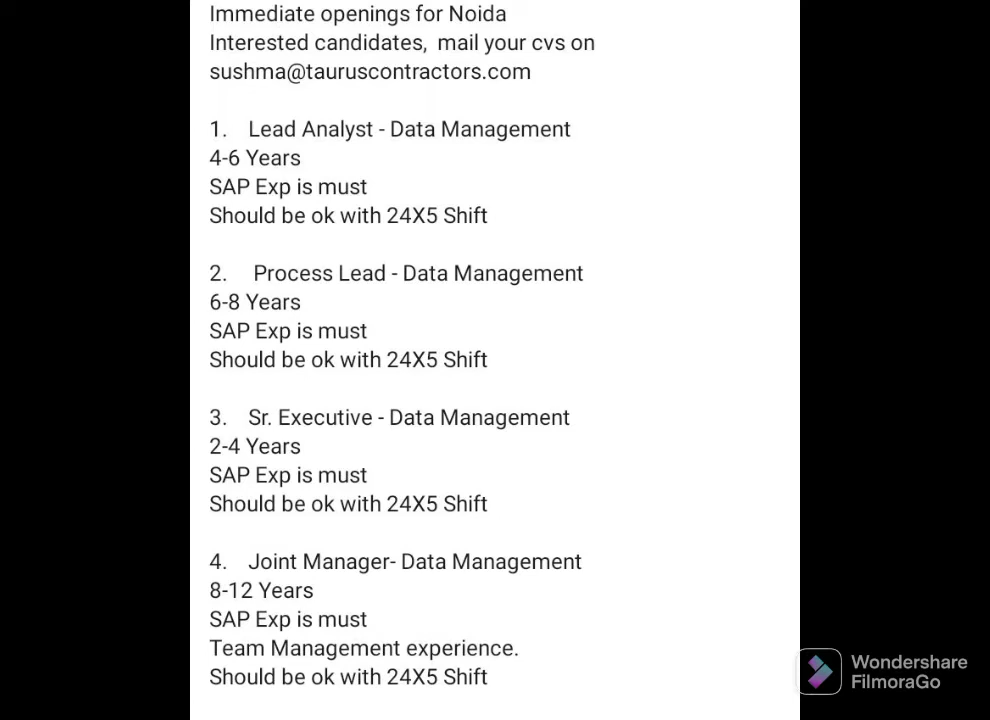 Immediate openings for Noida
Interested candidates, mail your cvs on
sushma@tauruscontractors.com
1. Lead Analyst - Data Management
4-6 Years
SAP Exp is must
Should be ok with 24X5 Shift
2. Process Lead - Data Management
6-8 Years
SAP Exp is must
Should be ok with 24X5 Shift
3. Sr. Executive - Data Management
2-4 Years
SAP Exp is must
Should be ok with 24X5 Shift
4. Joint Manager- Data Management
8-12 Years
SAP Exp is must
Team Management experience.
Should be ok with 24X5 Shift
Wondershare
FilmoraGo